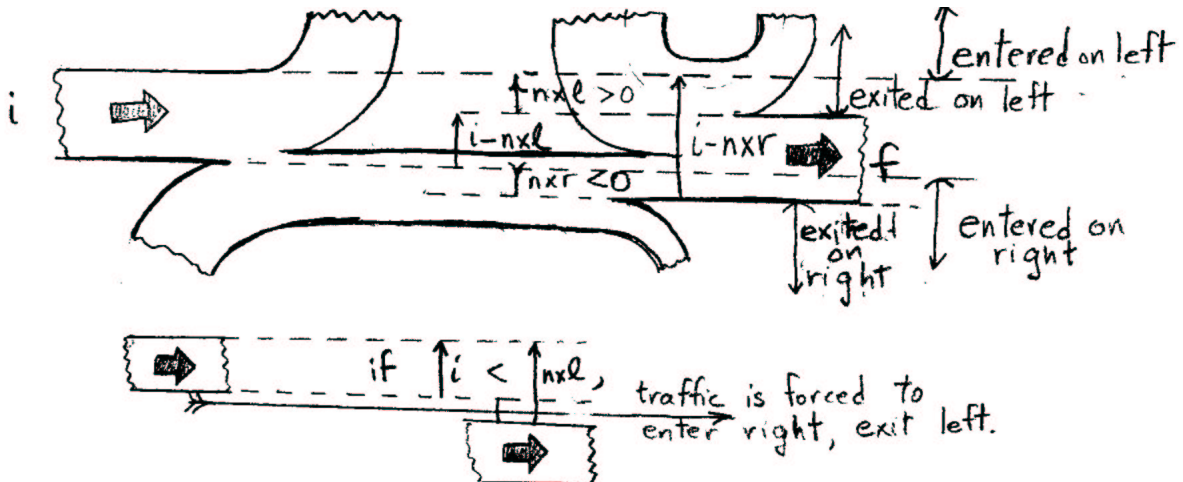 entered on left
exited on left
i
nxl >0
i-nxl
i-nxr
f
nxr <0
exited
on
right
entered on
right
if i < nxl,
traffic is forced to
enter right, exit left.